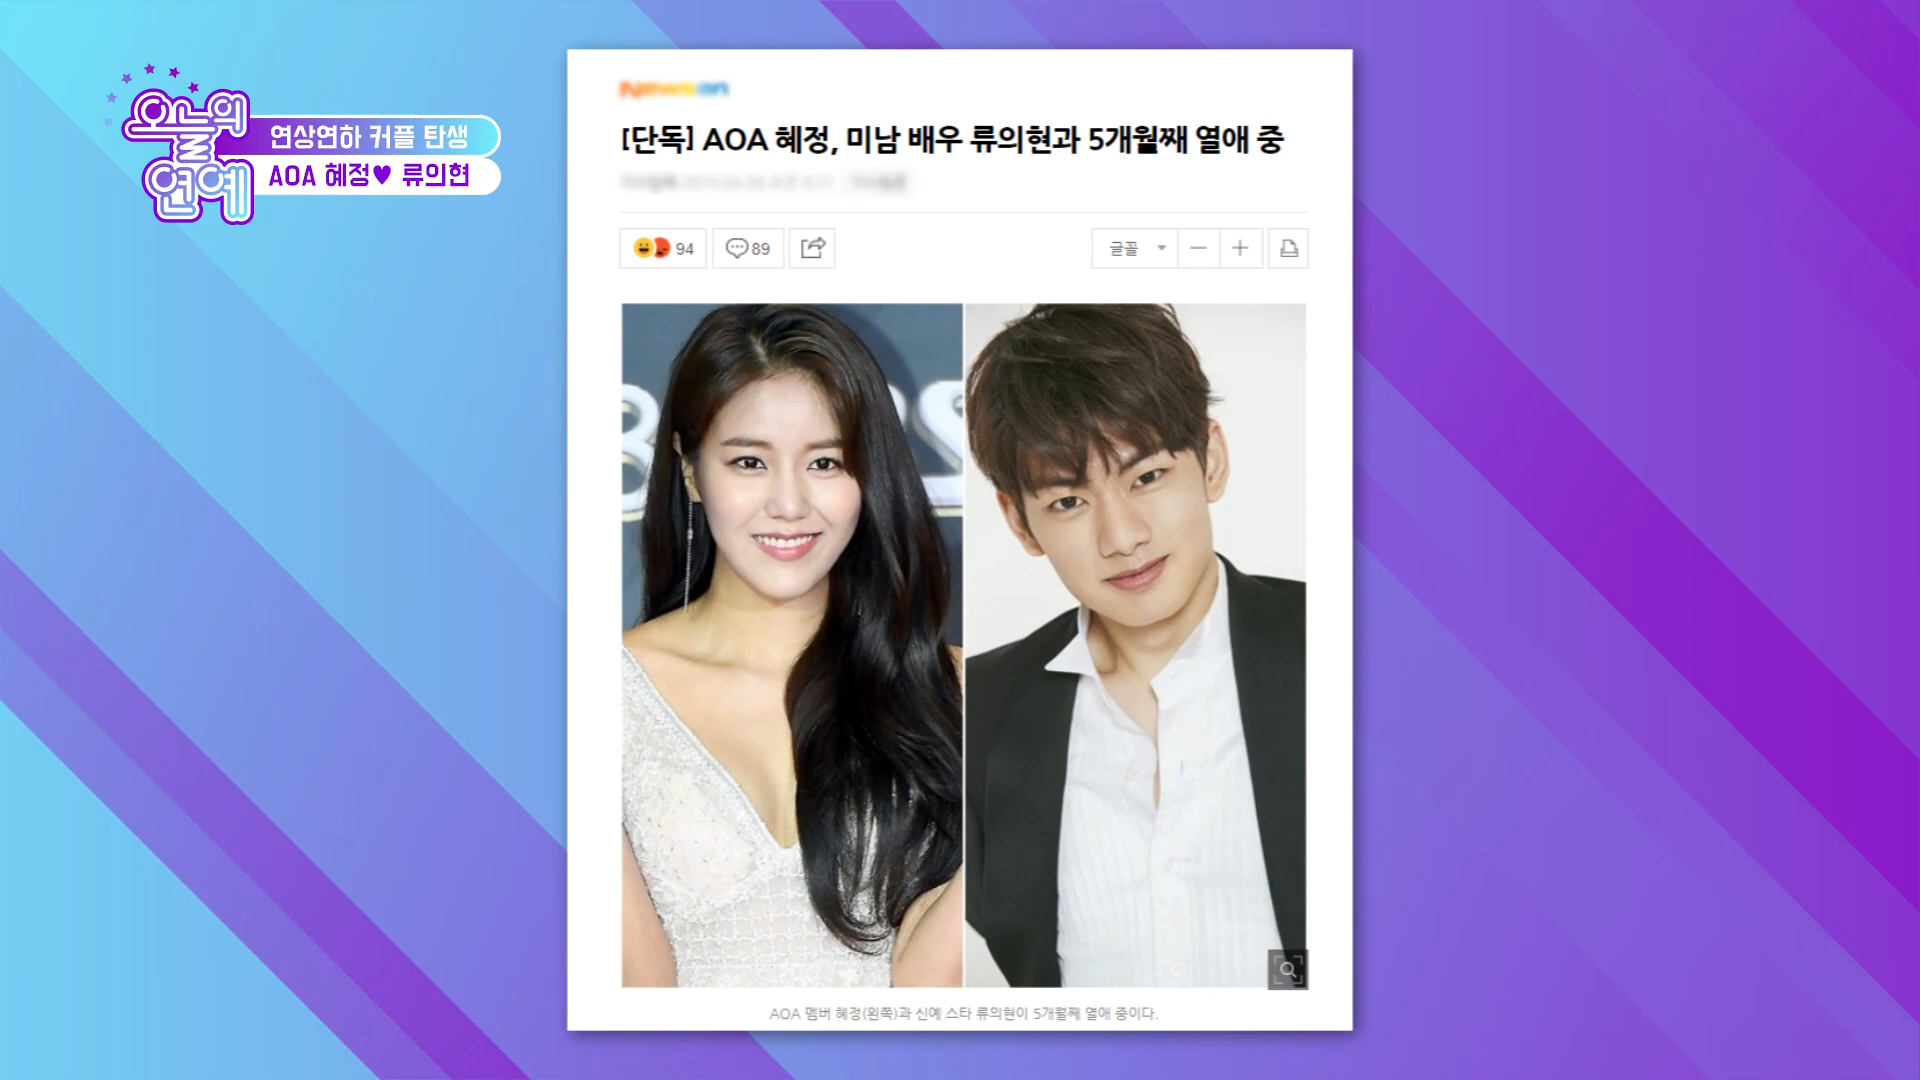 오늘의
연예
연상연하 커플 탄생
AOA 혜정♥ 류의현
Newsen
[단독] AOA 혜정, 미남 배우 류의현과 5개월째 열애 중
94
89
글꼴
AOA 멤버 혜정(왼쪽)과 신예 스타 류의현이 5개월째 열애 중이다.